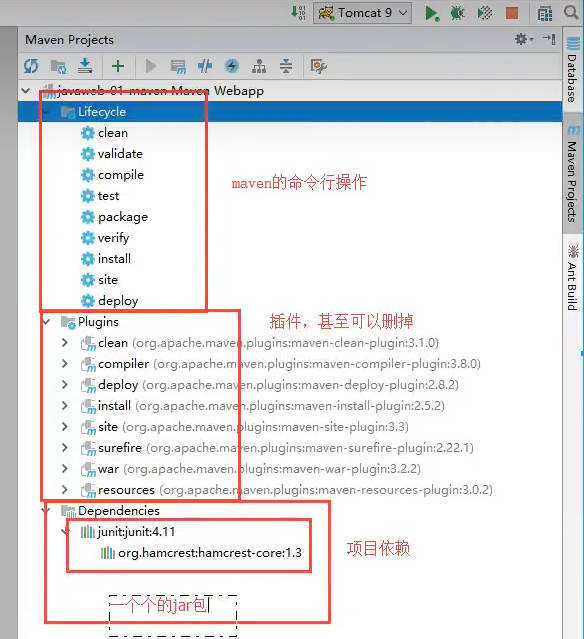 Tomcat 9
Maven Projects
javaweb-01-maven Maven Webapp
Lifecycle
clean
validate
compile
test
package
verify
install
site
deploy
maven的命令行操作
Plugins
插件，甚至可以删掉
clean (org.apache.maven.plugins:maven-clean-plugin:3.1.0)
compiler (org.apache.maven.plugins:maven-compiler-plugin:3.8.0)
deploy (org.apache.maven.plugins:maven-deploy-plugin:2.8.2)
install (org.apache.maven.plugins:maven-install-plugin:2.5.2)
site (org.apache.maven.plugins:maven-site-plugin:3.3)
surefire (org.apache.maven.plugins:maven-surefire-plugin:2.22.1)
war (org.apache.maven.plugins:maven-war-plugin:3.2.2)
resources (org.apache.maven.plugins:maven-resources-plugin:3.0.2)
Dependencies
junit:junit:4.11
org.hamcrest:hamcrest-core:1.3
项目依赖
一个个的jar包
Database
Maven Projects
Ant Build